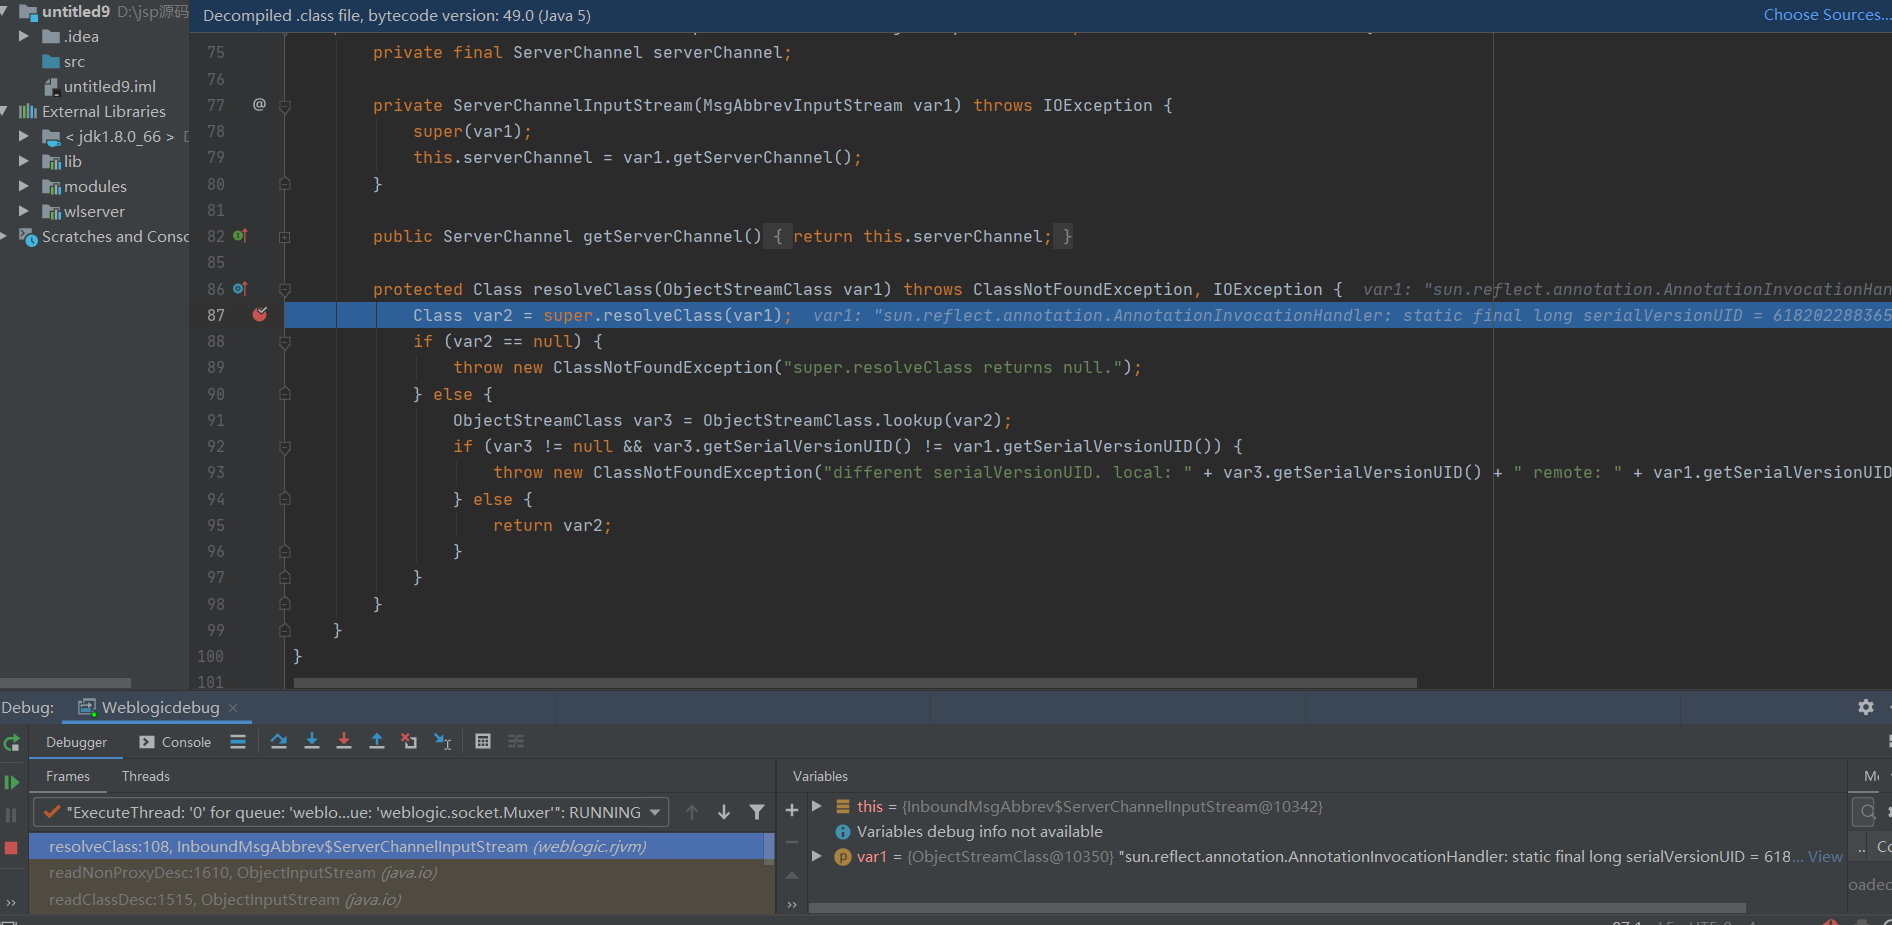 untitled9 D:\jsp源码
.idea
src
untitled9.iml
External Libraries
< jdk1.8.0_66 >
lib
modules
wlserver
Scratches and Consc
Decompiled .class file, bytecode version: 49.0 (Java 5)
Choose Sources...
75 private final ServerChannel serverChannel;
76
77 @ private ServerChannelInputStream(MsgAbbrevInputStream var1) throws IOException {
78 super(var1);
79 this.serverChannel = var1.getServerChannel();
80 }
81
82 public ServerChannel getServerChannel() { return this.serverChannel; }
85
86 protected Class resolveClass(ObjectStreamClass var1) throws ClassNotFoundException, IOException { var1: "sun.reflect.annotation.AnnotationInvocationHan
87 Class var2 = super.resolveClass(var1); var1: "sun.reflect.annotation.AnnotationInvocationHandler: static final long serialVersionUID = 618202288365
88 if (var2 == null) {
89 throw new ClassNotFoundException("super.resolveClass returns null.");
90 } else {
91 ObjectStreamClass var3 = ObjectStreamClass.lookup(var2);
92 if (var3 != null && var3.getSerialVersionUID() != var1.getSerialVersionUID()) {
93 throw new ClassNotFoundException("different serialVersionUID. local: " + var3.getSerialVersionUID() + " remote: " + var1.getSerialVersionUID
94 } else {
95 return var2;
96 }
97 }
98 }
99 }
100 }
101
Debug: Weblogicdebug
Debugger Console
Frames Threads
"ExecuteThread: '0' for queue: 'weblo...ue: 'weblogic.socket.Muxer'": RUNNING
resolveClass:108, InboundMsgAbbrev$ServerChannelInputStream (weblogic.rjvm)
readNonProxyDesc:1610, ObjectInputStream (java.io)
readClassDesc:1515, ObjectInputStream (java.io)
Variables
this = {InboundMsgAbbrev$ServerChannelInputStream@10342}
Variables debug info not available
var1 = {ObjectStreamClass@10350} "sun.reflect.annotation.AnnotationInvocationHandler: static final long serialVersionUID = 618... View
Me
Co
oaded